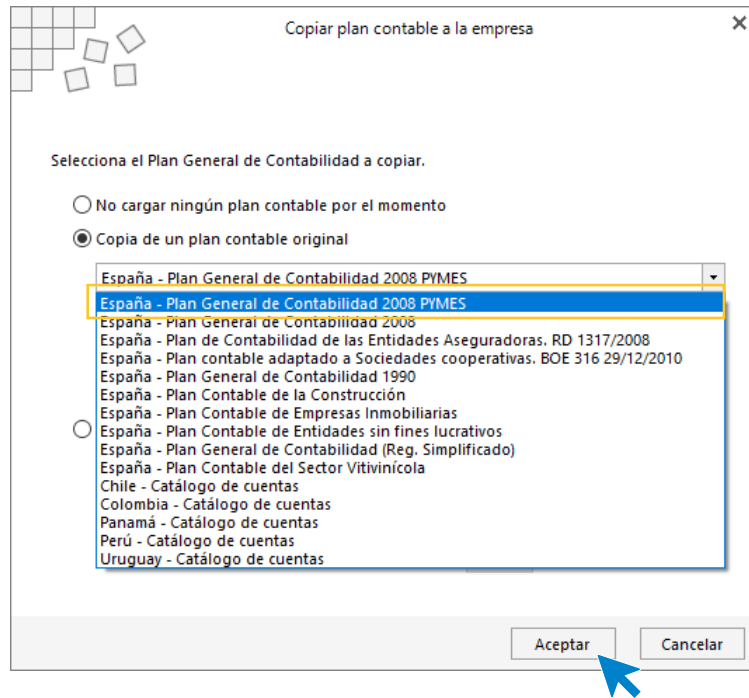 Copiar plan contable a la empresa
Selecciona el Plan General de Contabilidad a copiar.
No cargar ningún plan contable por el momento
Copia de un plan contable original
España - Plan General de Contabilidad 2008 PYMES
España - Plan General de Contabilidad 2008 PYMES
España - Plan General de Contabilidad 2008
España - Plan de Contabilidad de las Entidades Aseguradoras. RD 1317/2008
España - Plan contable adaptado a Sociedades cooperativas. BOE 316 29/12/2010
España - Plan General de Contabilidad 1990
España - Plan Contable de la Construcción
España - Plan Contable de Empresas Inmobiliarias
España - Plan Contable de Entidades sin fines lucrativos
España - Plan General de Contabilidad (Reg. Simplificado)
España - Plan Contable del Sector Vitivinícola
Chile - Catálogo de cuentas
Colombia - Catálogo de cuentas
Panamá - Catálogo de cuentas
Perú - Catálogo de cuentas
Uruguay - Catálogo de cuentas
Aceptar
Cancelar